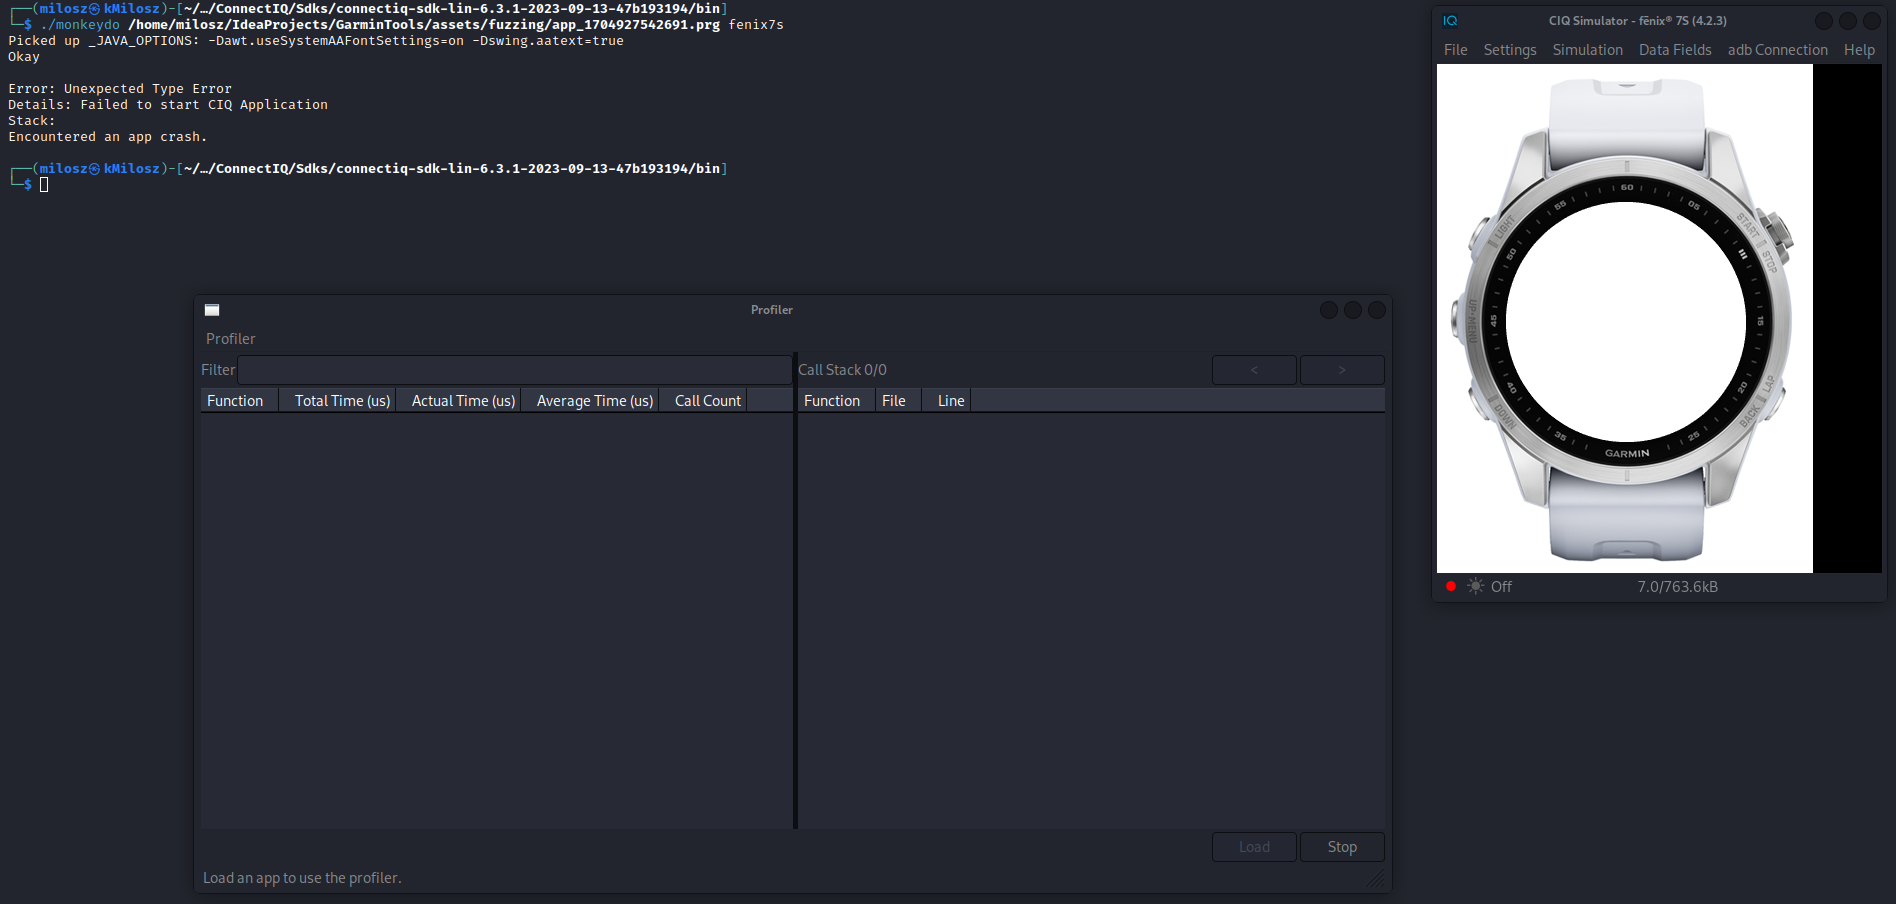 ┌──(milosz㉿kMilosz)-[~/…/ConnectIQ/Sdks/connectiq-sdk-lin-6.3.1-2023-09-13-47b193194/bin]
└─$ ./monkeydo /home/milosz/IdeaProjects/GarminTools/assets/fuzzing/app_1704927542691.prg fenix7s
Picked up _JAVA_OPTIONS: -Dawt.useSystemAAFontSettings=on -Dswing.aatext=true
Okay
Error: Unexpected Type Error
Details: Failed to start CIQ Application
Stack:
Encountered an app crash.
┌──(milosz㉿kMilosz)-[~/…/ConnectIQ/Sdks/connectiq-sdk-lin-6.3.1-2023-09-13-47b193194/bin]
└─$
Profiler
Profiler
Filter
Call Stack 0/0
< >
Function Total Time (us) Actual Time (us) Average Time (us) Call Count
Function File Line
Load Stop
Load an app to use the profiler.
IQ CIQ Simulator - fēnix® 7S (4.2.3)
File Settings Simulation Data Fields adb Connection Help
60
05
15
20
25
35
40
45
50
55
LIGHT
START
STOP
UP·MENU
DOWN
LAP
BACK
GARMIN
Off
7.0/763.6kB